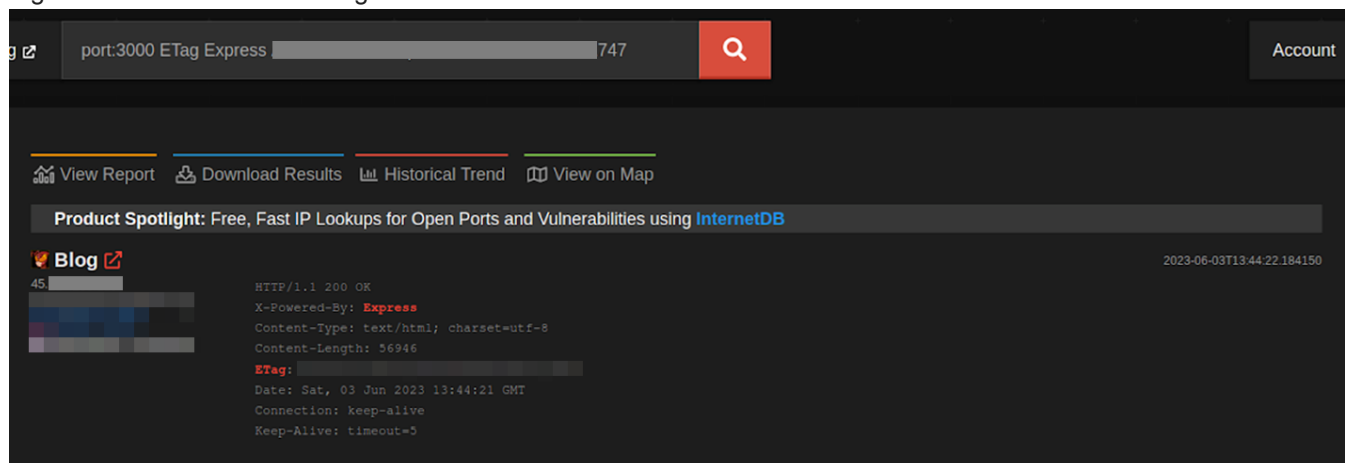 g
port:3000 ETag Express 747
Account
View Report Download Results Historical Trend View on Map
Product Spotlight: Free, Fast IP Lookups for Open Ports and Vulnerabilities using InternetDB
Blog
2023-06-03T13:44:22.184150
45.
HTTP/1.1 200 OK
X-Powered-By: Express
Content-Type: text/html; charset=utf-8
Content-Length: 56946
ETag:
Date: Sat, 03 Jun 2023 13:44:21 GMT
Connection: keep-alive
Keep-Alive: timeout=5